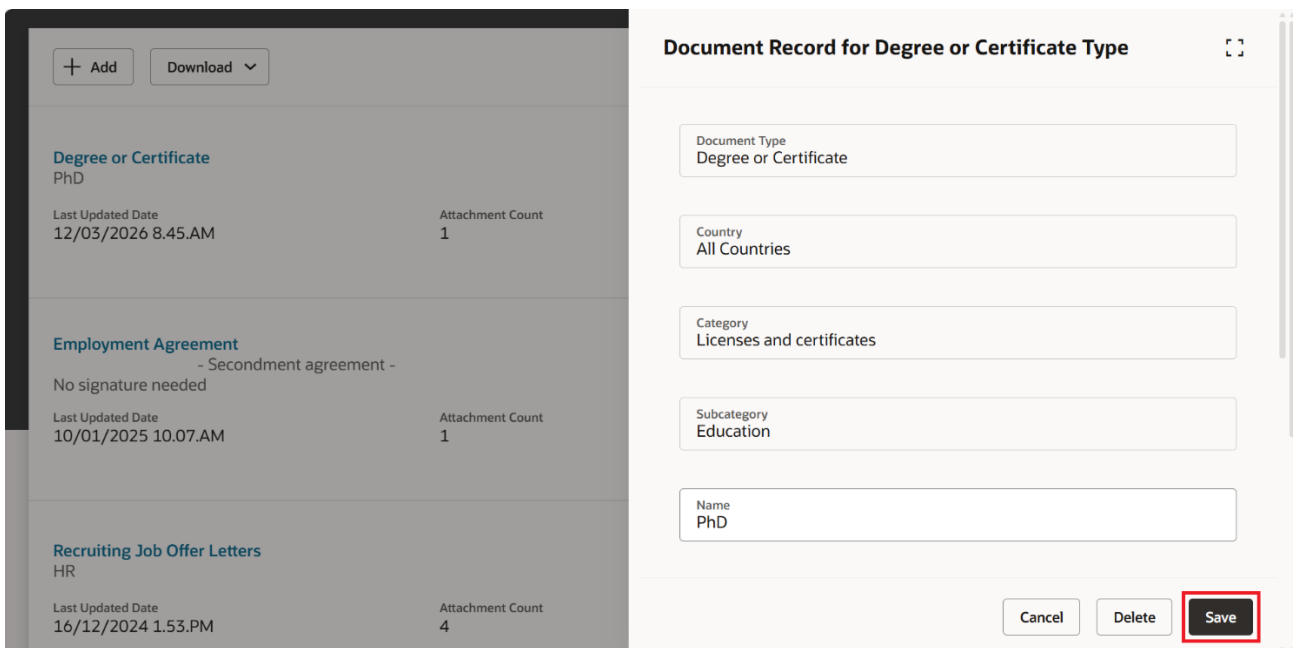 Add
Download
Degree or Certificate
PhD
Last Updated Date
Attachment Count
12/03/2026 8.45.AM
1
Employment Agreement
- Secondment agreement -
No signature needed
Last Updated Date
Attachment Count
10/01/2025 10.07.AM
1
Recruiting Job Offer Letters
HR
Last Updated Date
Attachment Count
16/12/2024 1.53.PM
4
Document Record for Degree or Certificate Type
Document Type
Degree or Certificate
Country
All Countries
Category
Licenses and certificates
Subcategory
Education
Name
PhD
Cancel
Delete
Save